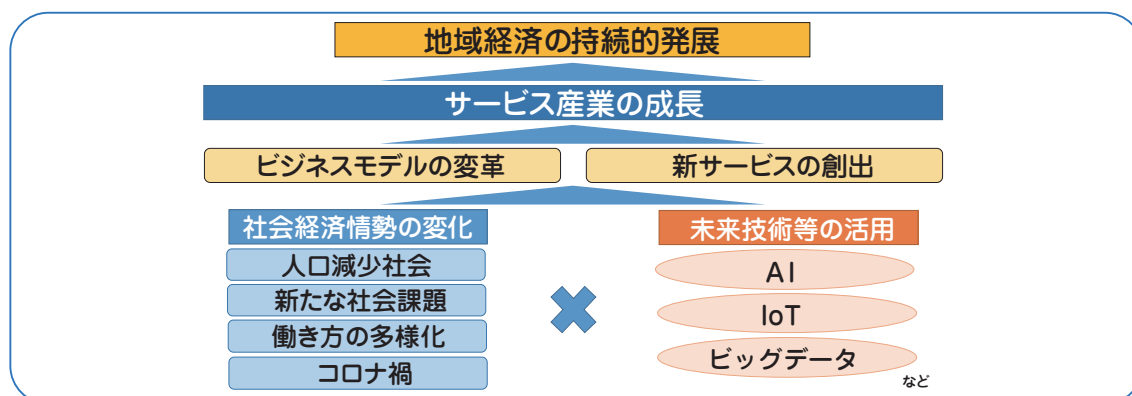 地域経済の持続的発展
サービス産業の成長
ビジネスモデルの変革
新サービスの創出
社会経済情勢の変化
人口減少社会
新たな社会課題
働き方の多様化
コロナ禍
未来技術等の活用
AI
IoT
ビッグデータ
など